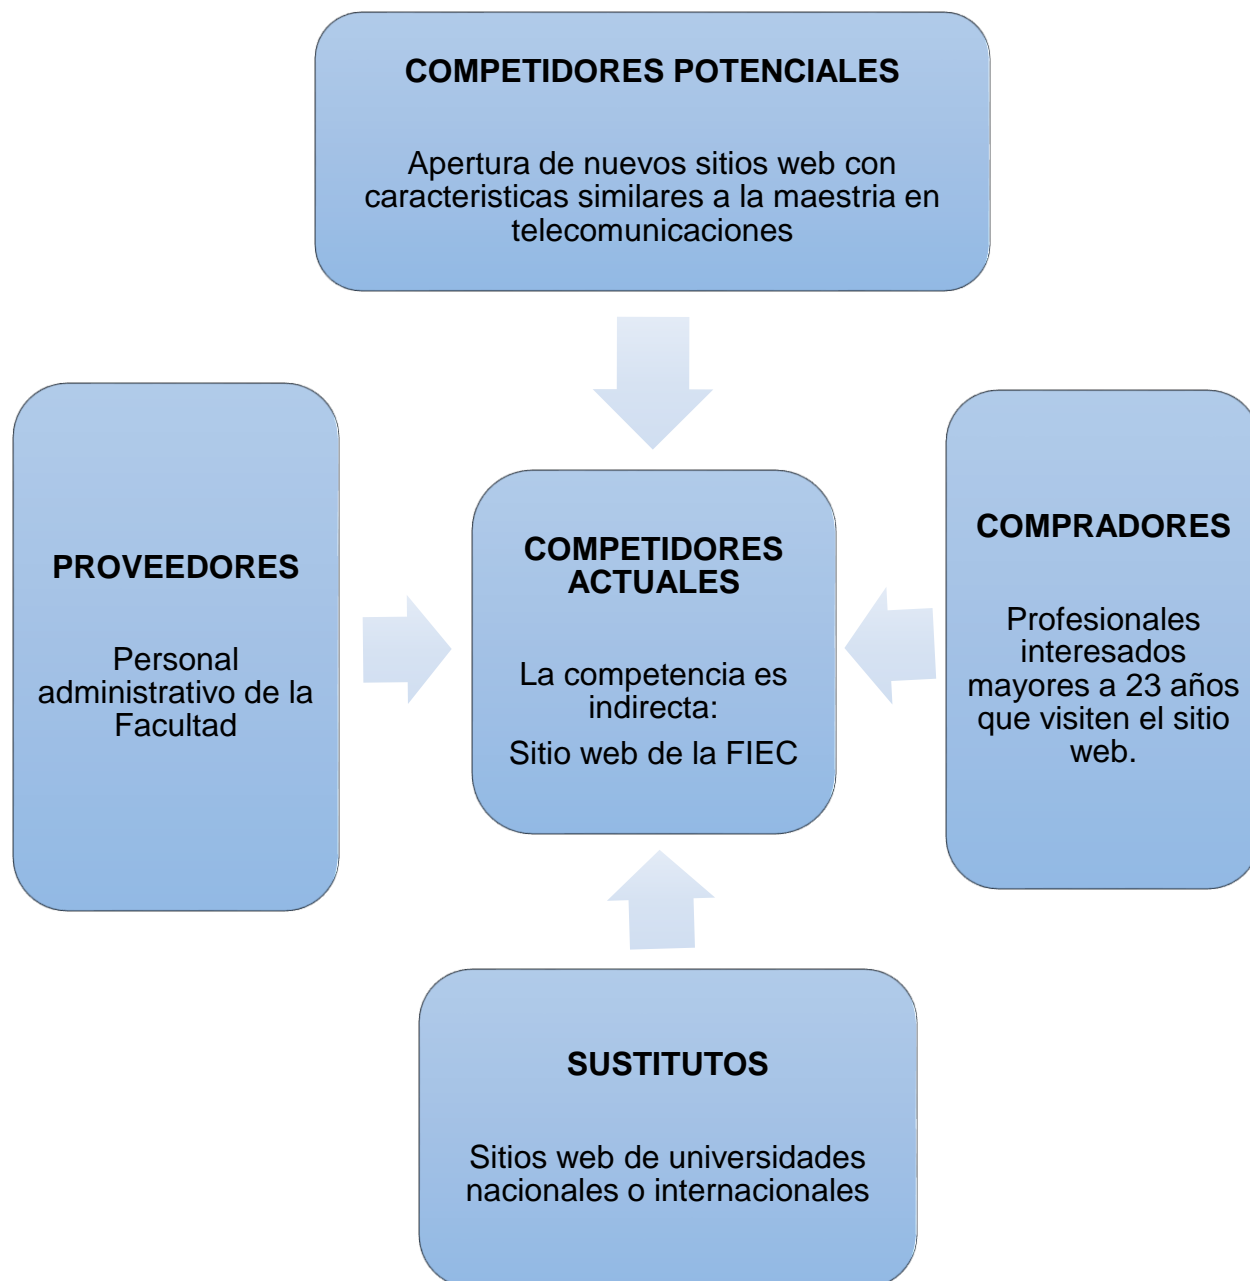 COMPETIDORES POTENCIALES
Apertura de nuevos sitios web con
caracteristicas similares a la maestria en
telecomunicaciones
PROVEEDORES
Personal
administrativo de la
Facultad
COMPETIDORES
ACTUALES
La competencia es
indirecta:
Sitio web de la FIEC
COMPRADORES
Profesionales
interesados
mayores a 23 años
que visiten el sitio
web.
SUSTITUTOS
Sitios web de universidades
nacionales o internacionales